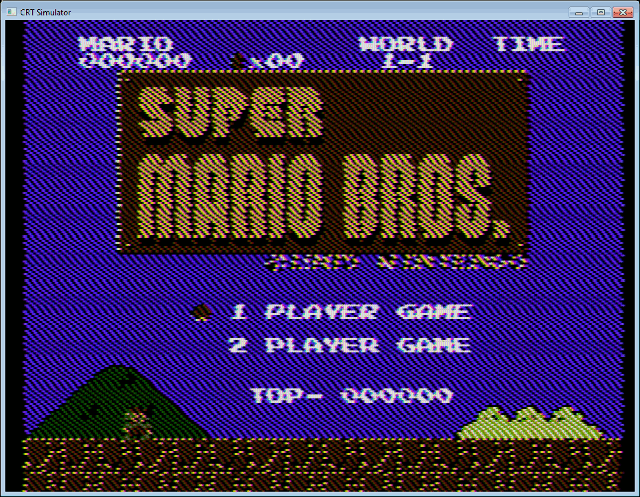 CRT Simulator
MARIO WORLD TIME
000000 x00 1-1
SUPER
MARIO BROS.
1 PLAYER GAME
2 PLAYER GAME
TOP- 000000